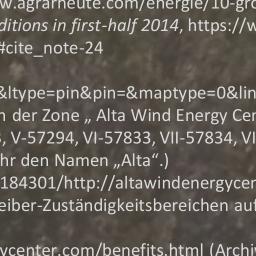 w.agrarheute.com/energie/10-gro
ditions in first-half 2014, https://w
#cite_note-24
&ltype=pin&pin=&maptype=0&lin
n der Zone „ Alta Wind Energy Cen
, V-57294, VI-57833, VII-57834, VI
hr den Namen „Alta“.)
184301/http://altawindenergycen
eiber-Zuständigkeitsbereichen auf
ycenter.com/benefits.html (Archiv